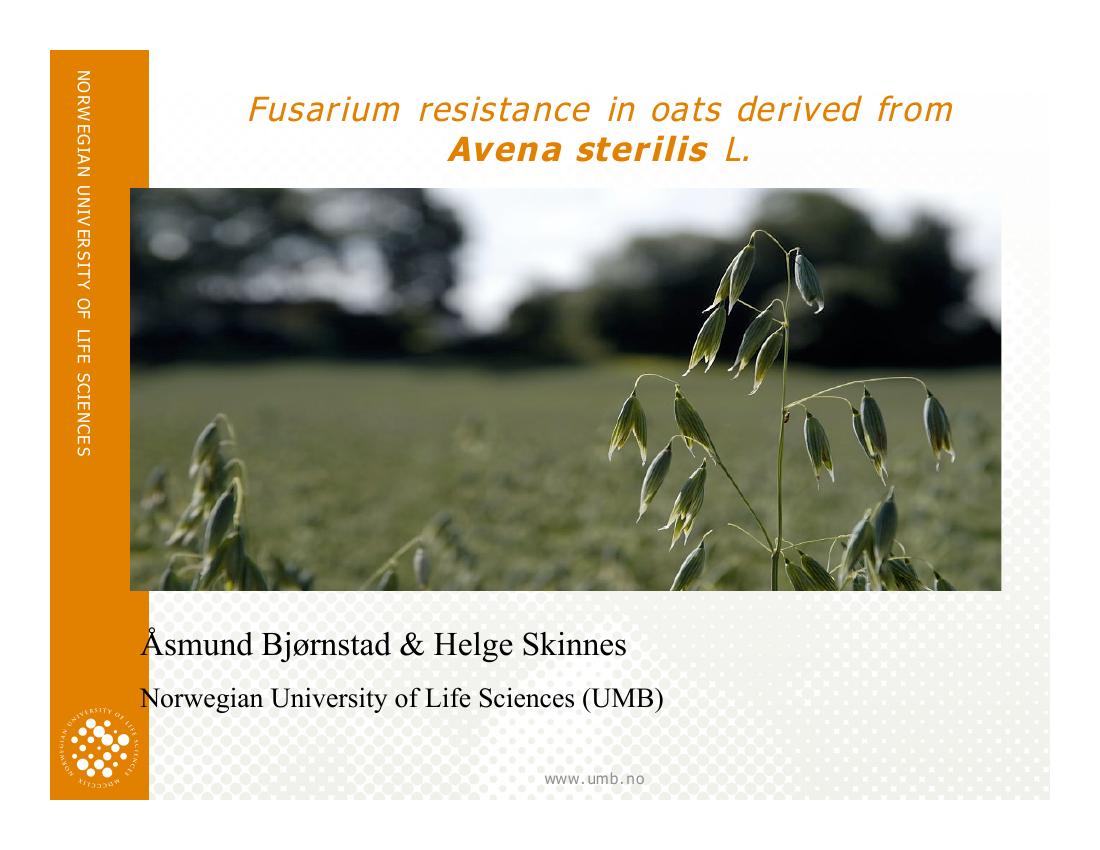 NORWEGIAN UNIVERSITY OF LIFE SCIENCES
Fusarium resistance in oats derived from
Avena sterilis L.
Åsmund Bjørnstad & Helge Skinnes
Norwegian University of Life Sciences (UMB)
NORWEGIAN UNIVERSITY OF LIFE SCIENCES
MDCCCLIX
www.umb.no